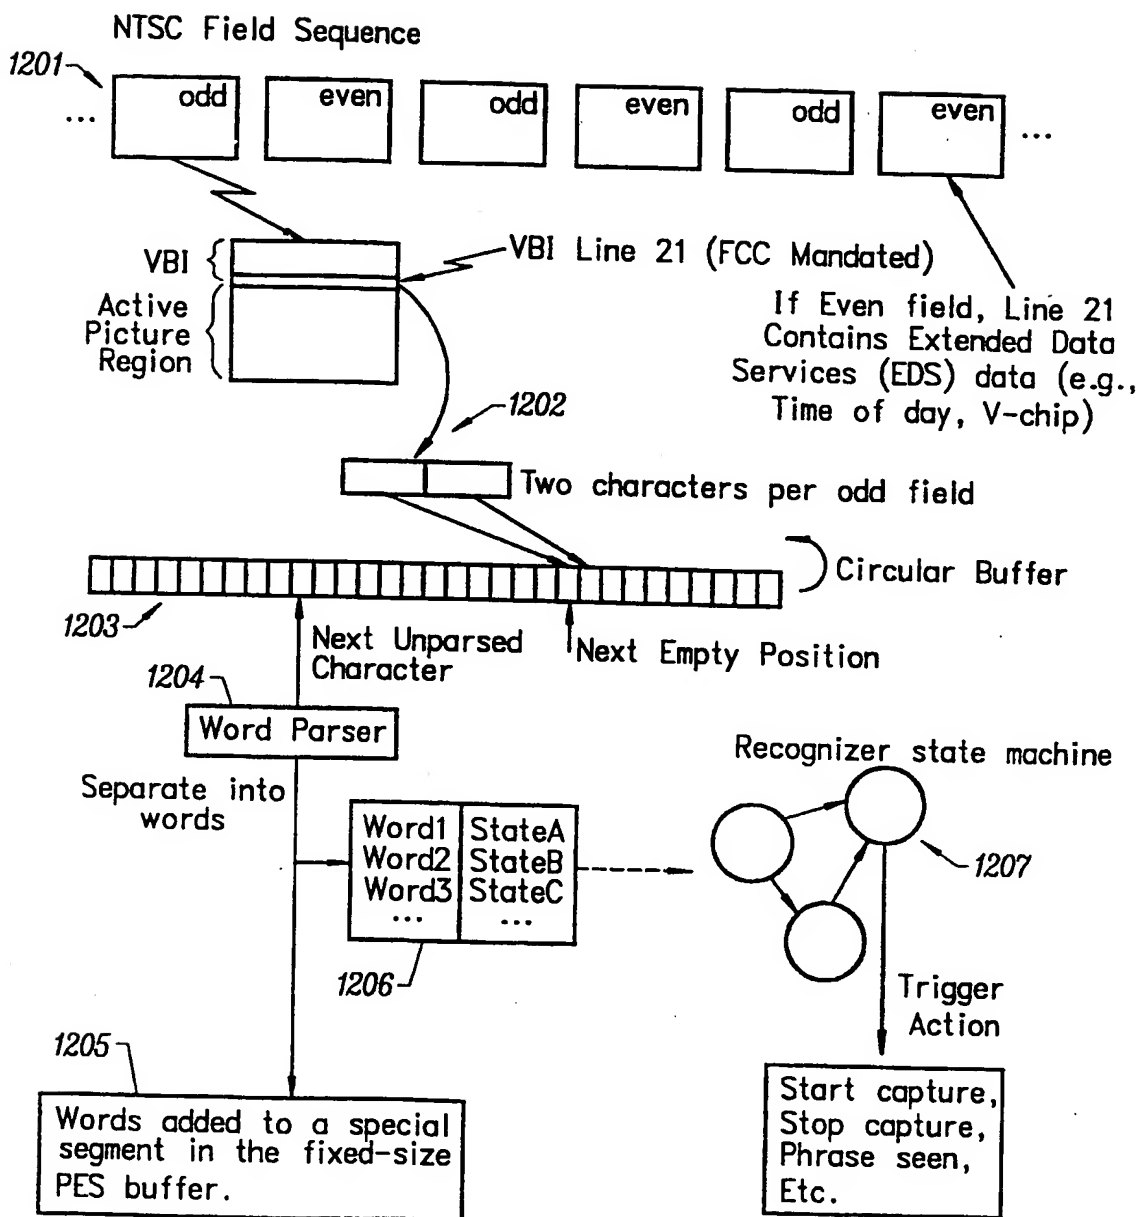 NTSC Field Sequence
1201
... odd even odd even odd even ...
VBI
VBI Line 21 (FCC Mandated)
Active
Picture
Region
If Even field, Line 21
Contains Extended Data
Services (EDS) data (e.g.,
Time of day, V-chip)
1202
Two characters per odd field
Circular Buffer
1203
Next Unparsed
Character
Next Empty Position
1204
Word Parser
Separate into
words
Word1 StateA
Word2 StateB
Word3 StateC
... ...
1206
Recognizer state machine
1207
Trigger
Action
1205
Words added to a special
segment in the fixed-size
PES buffer.
Start capture,
Stop capture,
Phrase seen,
Etc.